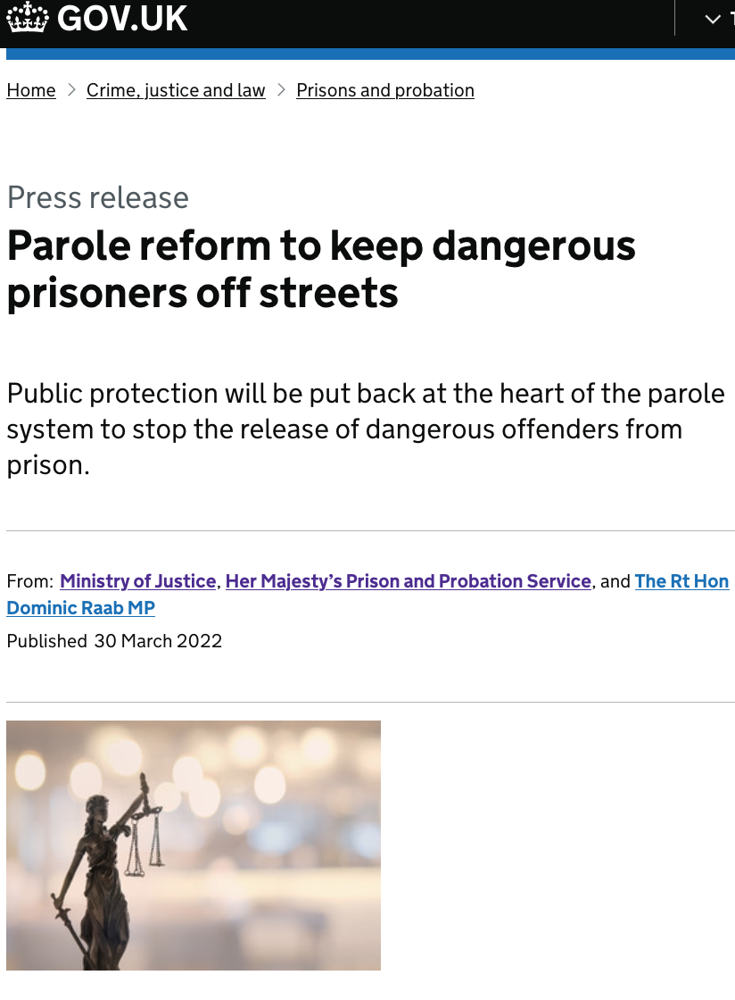 GOV.UK
Home > Crime, justice and law > Prisons and probation
Press release
Parole reform to keep dangerous
prisoners off streets
Public protection will be put back at the heart of the parole
system to stop the release of dangerous offenders from
prison.
From: Ministry of Justice, Her Majesty’s Prison and Probation Service, and The Rt Hon
Dominic Raab MP
Published 30 March 2022